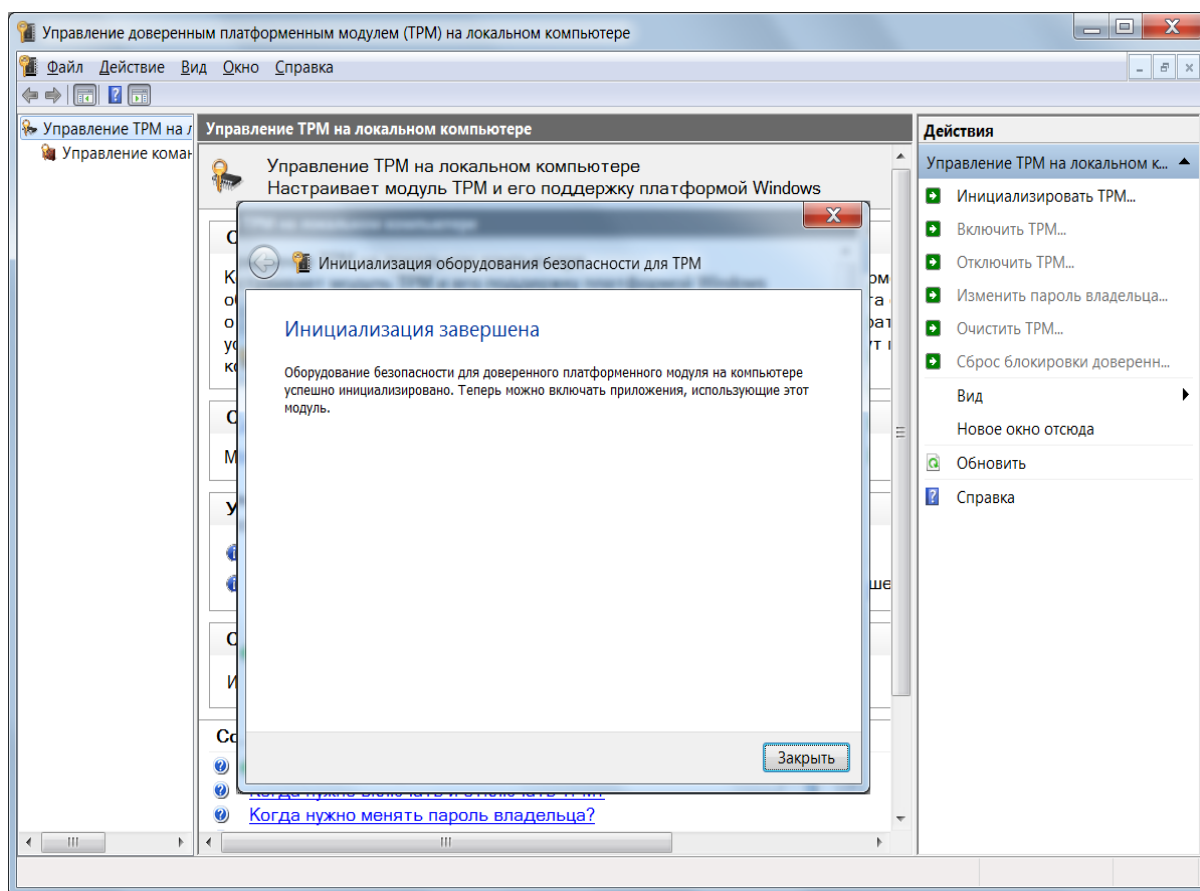 Управление доверенным платформенным модулем (TPM) на локальном компьютере
Файл Действие Вид Окно Справка
Управление TPM на л
Управление коман
Управление TPM на локальном компьютере
Управление TPM на локальном компьютере
Настраивает модуль TPM и его поддержку платформой Windows
Инициализация оборудования безопасности для TPM
Инициализация завершена
Оборудование безопасности для доверенного платформенного модуля на компьютере
успешно инициализировано. Теперь можно включать приложения, использующие этот
модуль.
Закрыть
Когда нужно менять пароль владельца?
Действия
Управление TPM на локальном к...
Инициализировать TPM...
Включить TPM...
Отключить TPM...
Изменить пароль владельца...
Очистить TPM...
Сброс блокировки доверенн...
Вид
Новое окно отсюда
Обновить
Справка